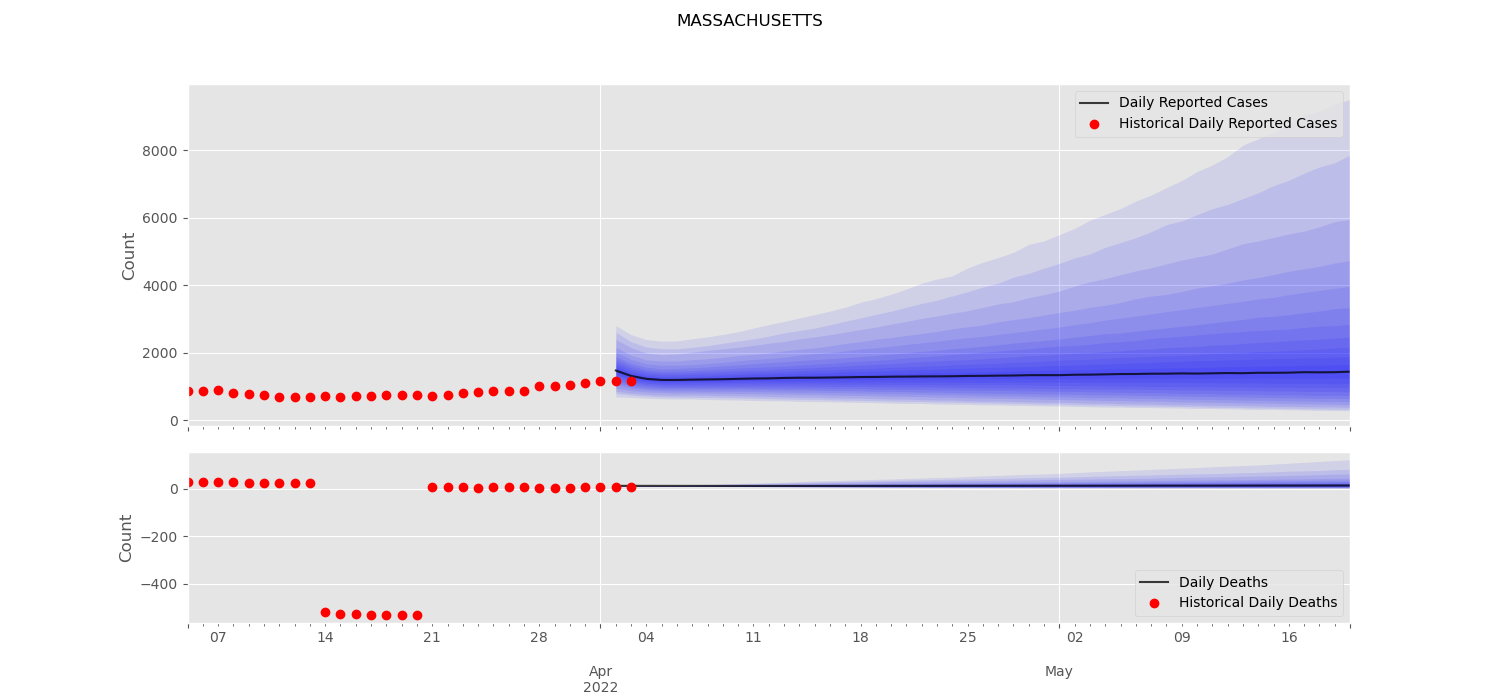 MASSACHUSETTS
Daily Reported Cases
Historical Daily Reported Cases
Count
8000
6000
4000
2000
0
Count
0
−200
−400
Daily Deaths
Historical Daily Deaths
07 14 21 28 04 11 18 25 02 09 16
Apr May
2022